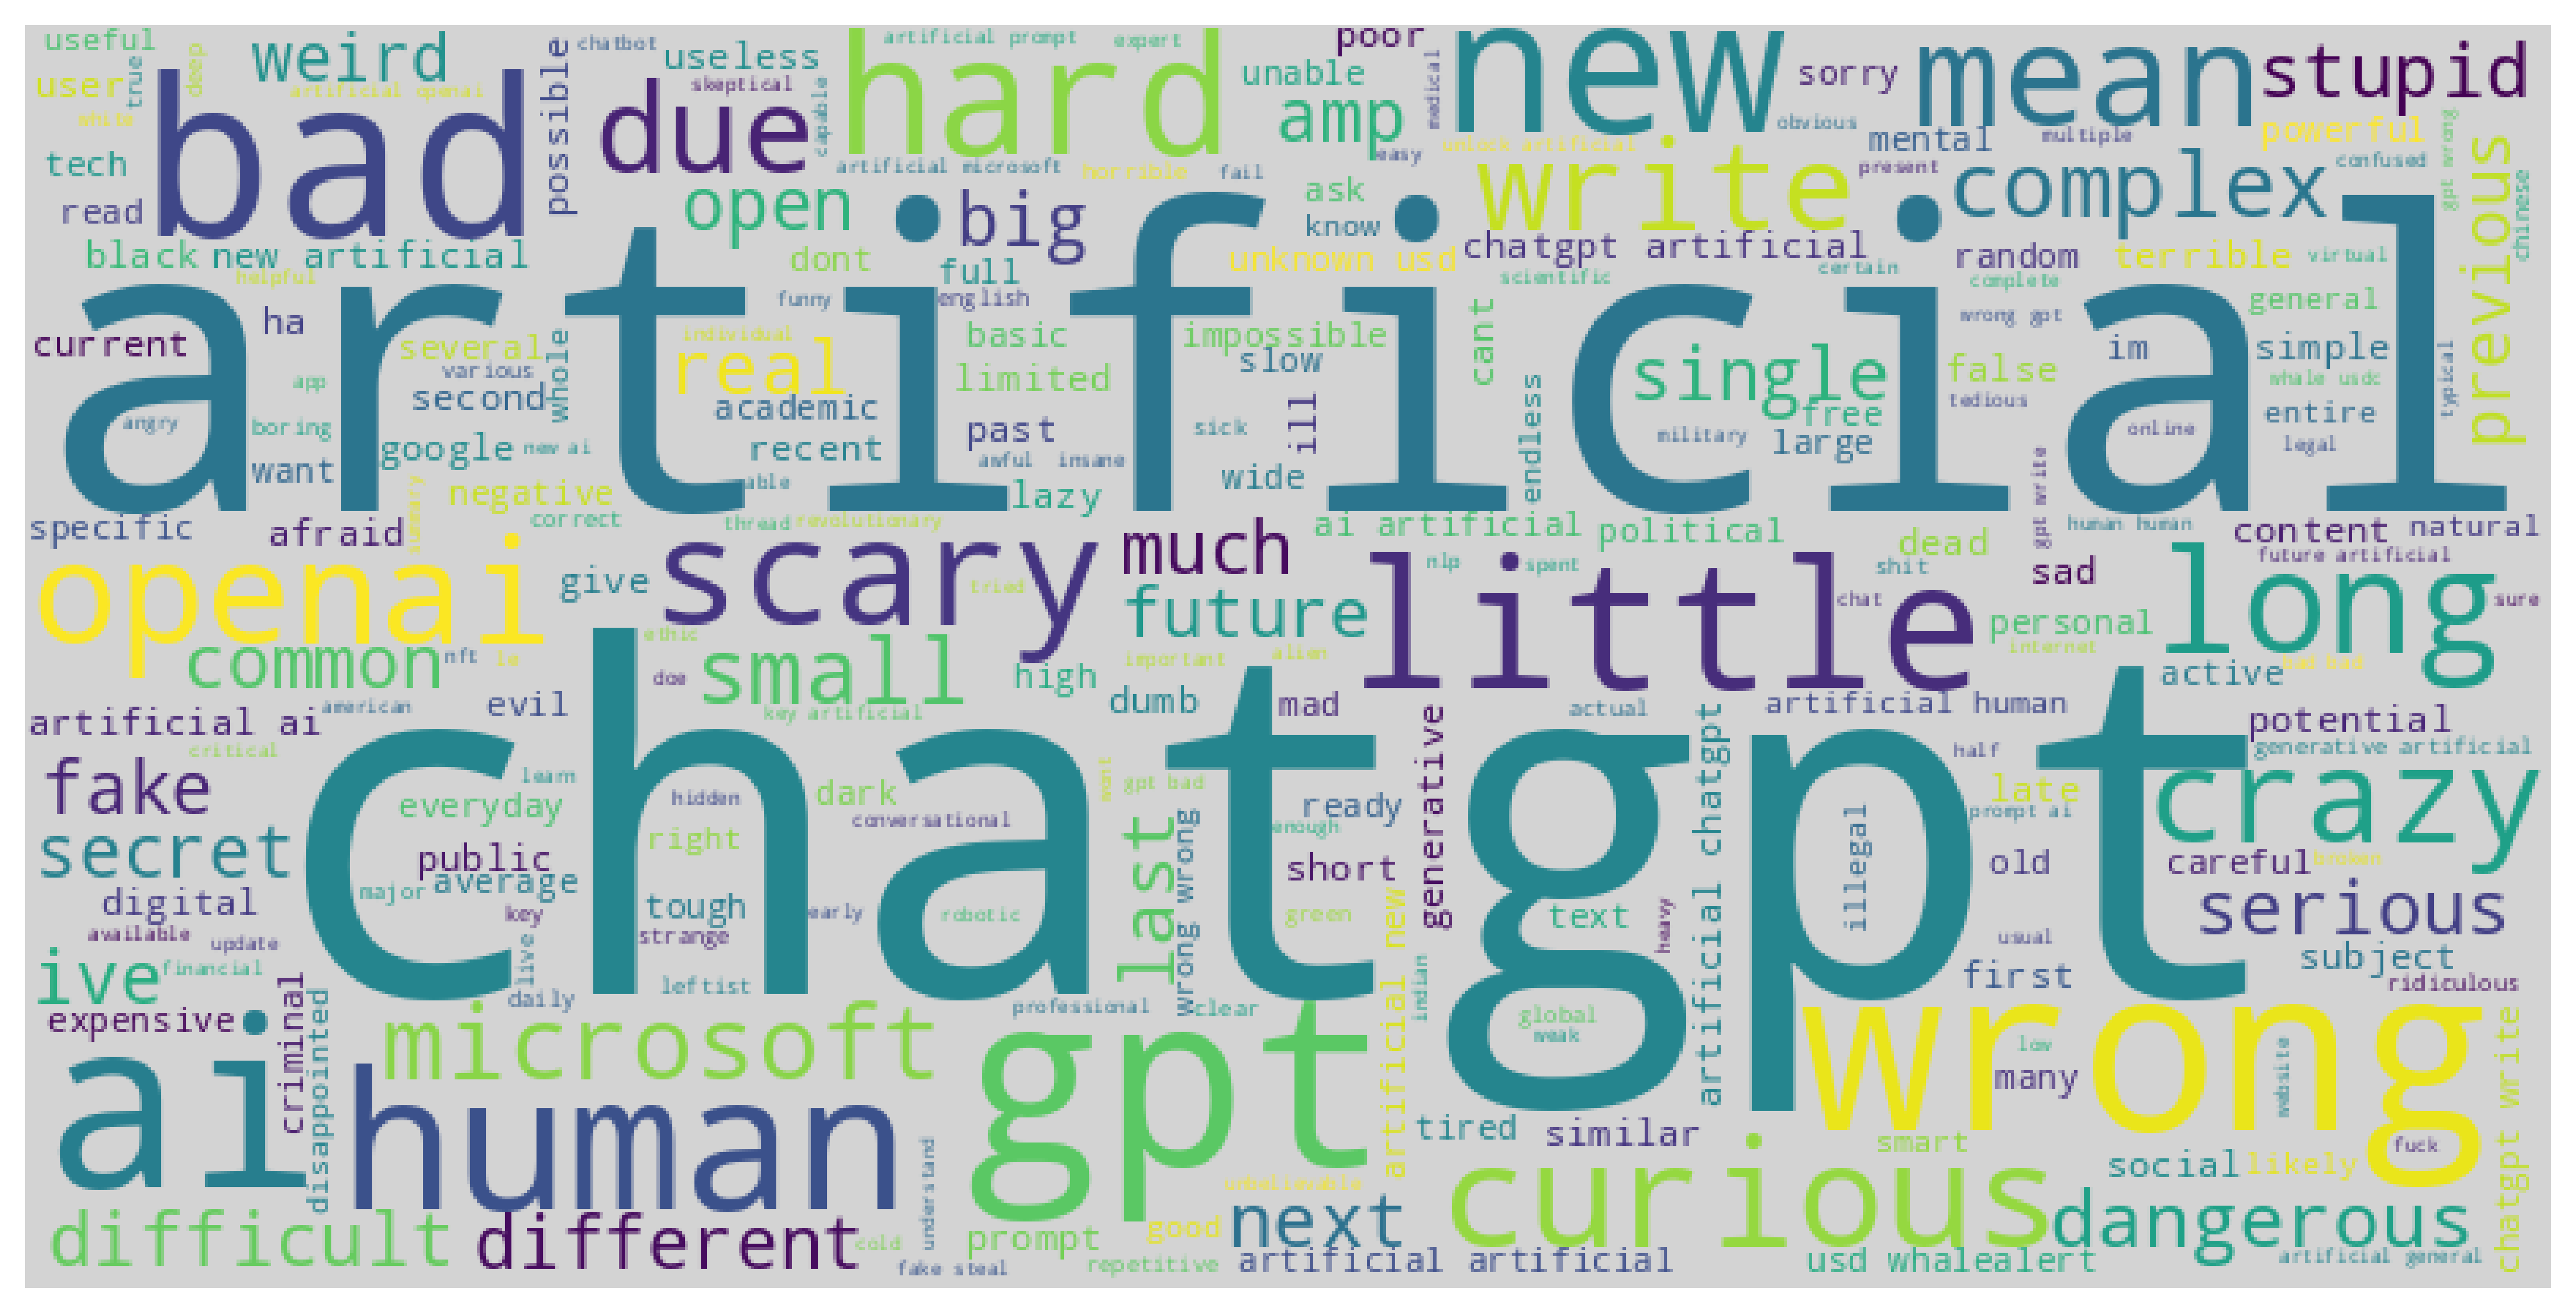 useful
weird
chatbot
useless
artificial prompt
expert
poor
new
mean
stupid
user
true
deep
artificial openai
white
bad
possible
skeptical
due
capable
hard
unable
amp
medical
sorry
obvious
mental
multiple
powerful
confused
gpt wrong
previous
chinese
tech
read
artificial microsoft
horrible
fail
easy
unlock artificial
write
present
complex
black
new artificial
open
big
ask
know
dont
full
unknown usd
chatgpt artificial
random
terrible
virtual
helpful
artificial
funny
english
scientific
certain
complete
general
current
ha
several
various
second
whole
individual
real
basic
limited
impossible
slow
cant
single
free
wrong gpt
false
im
simple
app
academic
whale usdc
typical
angry
boring
google
new ai
want
recent
past
awful
insane
sick
ill
endless
military
large
tedious
online
entire
legal
able
wide
lazy
negative
summary
specific
afraid
correct
thread
revolutionary
ai artificial
political
dead
gpt write
human human
content
natural
future artificial
openai
scary
much
nlp
spent
shit
sad
long
sure
give
tried
little
chat
future
personal
internet
bad bad
common
nft
le
ethic
doe
small
high
important
alien
active
artificial ai
american
evil
key artificial
dumb
mad
generative
actual
artificial chatgpt
artificial human
potential
critical
generative artificial
fake
learn
chatgpt
hidden
dark
wont
gpt bad
half
crazy
everyday
ready
late
prompt ai
secret
right
conversational
last
wrong wrong
enough
illegal
public
major
average
short
old
careful
broken
digital
key
tough
early
robotic
green
text
heavy
serious
available
update
strange
usual
ive
financial
alive
daily
leftist
professional
clear
artificial new
indian
global
weak
first
subject
ridiculous
expensive
criminal
disappointed
microsoft
gpt
wrong
low
many
website
chatgpt write
ai
human
understand
tired
similar
smart
curious
social
likely
fuck
difficult
different
cold
fake steal
prompt
repetitive
unbelievable
good
next
artificial artificial
usd whalealert
dangerous
artificial general